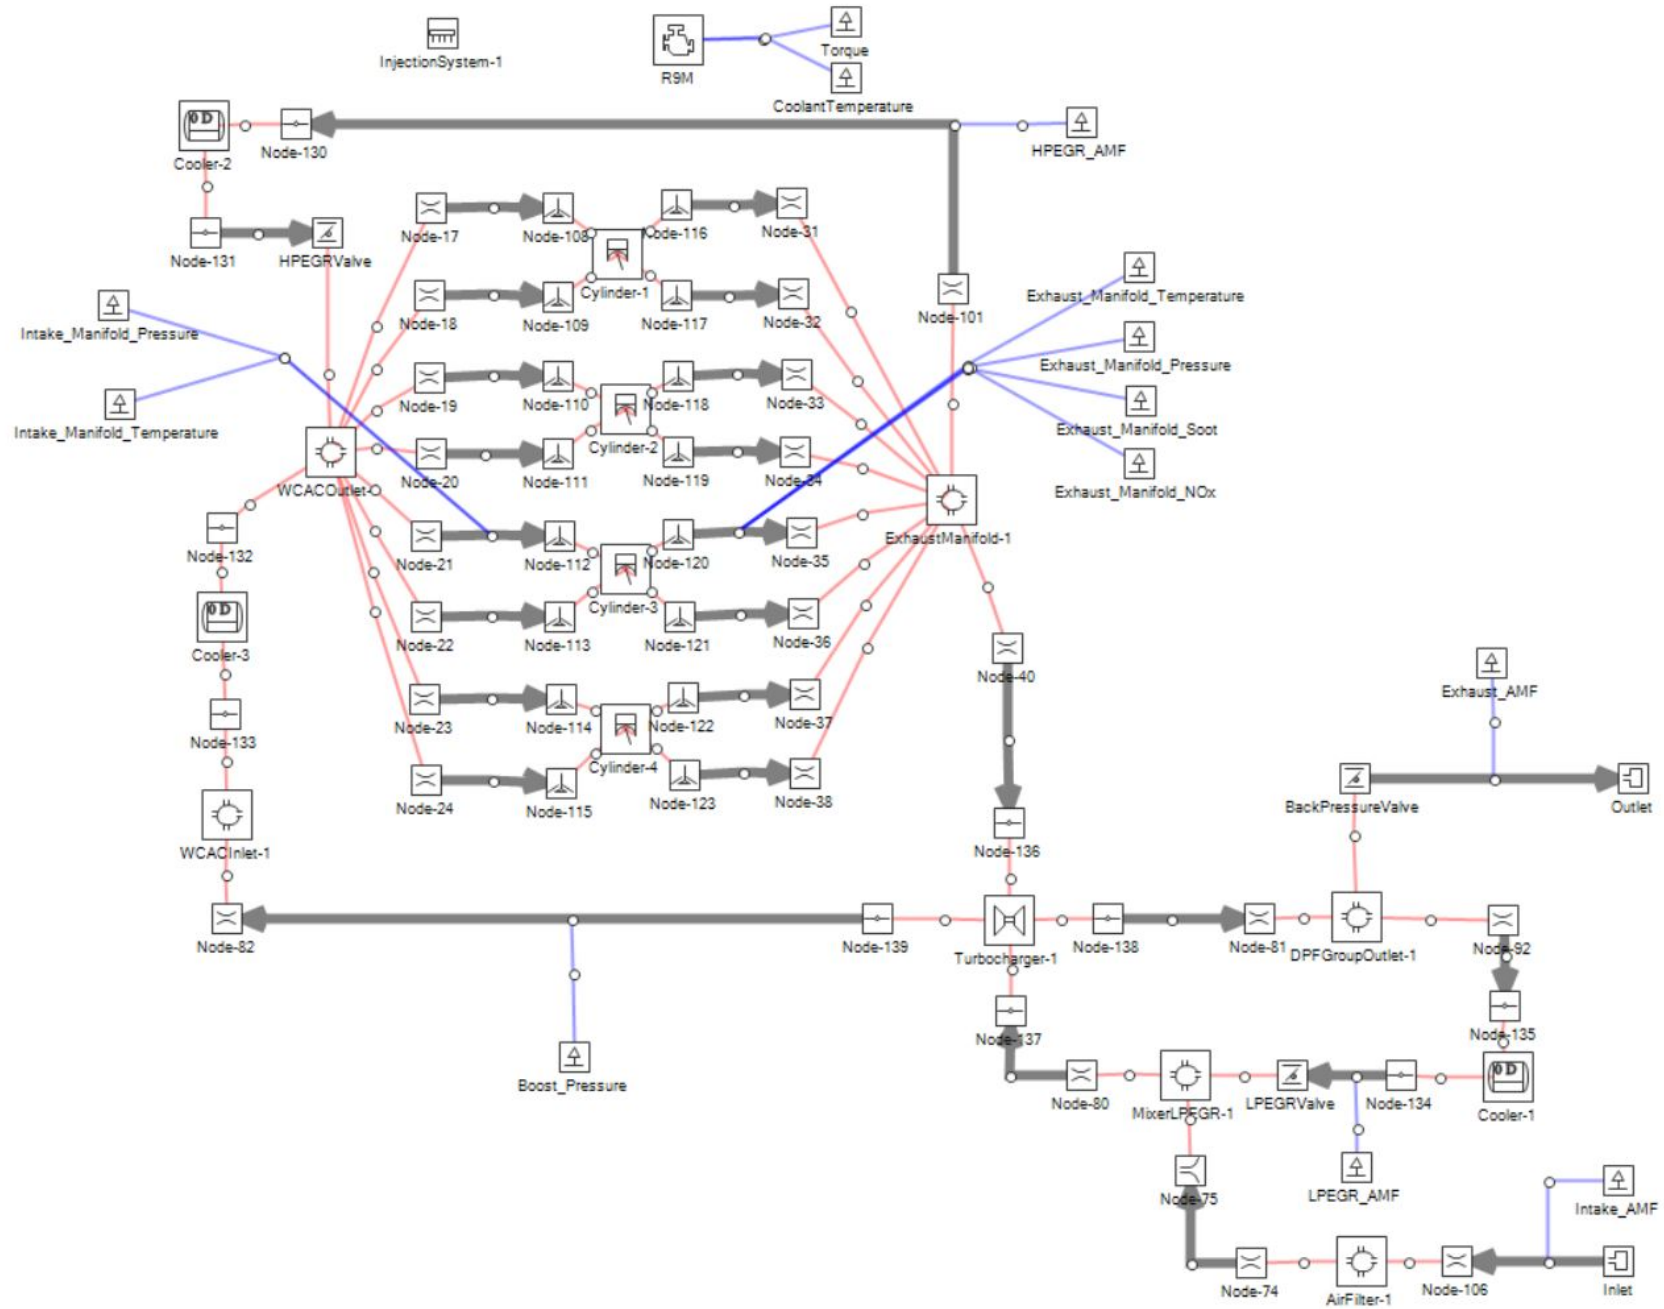 InjectionSystem-1
R9M
Torque
CoolantTemperature
HPEGR_AMF
Cooler-2
Node-130
Node-131
HPEGRValve
Node-17
Node-108
Node-116
Node-31
Cylinder-1
Node-18
Node-109
Node-117
Node-32
Node-101
Exhaust_Manifold_Temperature
Intake_Manifold_Pressure
Exhaust_Manifold_Pressure
Node-19
Node-110
Node-118
Node-33
Intake_Manifold_Temperature
Exhaust_Manifold_Soot
Cylinder-2
Node-20
Node-111
Node-119
Node-34
WCACOutlet-O
Exhaust_Manifold_NOx
ExhaustManifold-1
Node-132
Node-21
Node-112
Node-120
Node-35
Cylinder-3
Node-22
Node-113
Node-121
Node-36
Cooler-3
Node-40
Exhaust_AMF
Node-23
Node-114
Node-122
Node-37
Node-133
Cylinder-4
Node-24
Node-115
Node-123
Node-38
BackPressureValve
Outlet
WCACInlet-1
Node-136
Node-82
Node-139
Turbocharger-1
Node-138
Node-81
DPFGroupOutlet-1
Node-92
Node-137
Node-135
Boost_Pressure
Node-80
MixerLPEGR-1
LPEGRValve
Node-134
0 D
Cooler-1
Node-75
LPEGR_AMF
Intake_AMF
Node-74
AirFilter-1
Node-106
Inlet
0 D
0 D